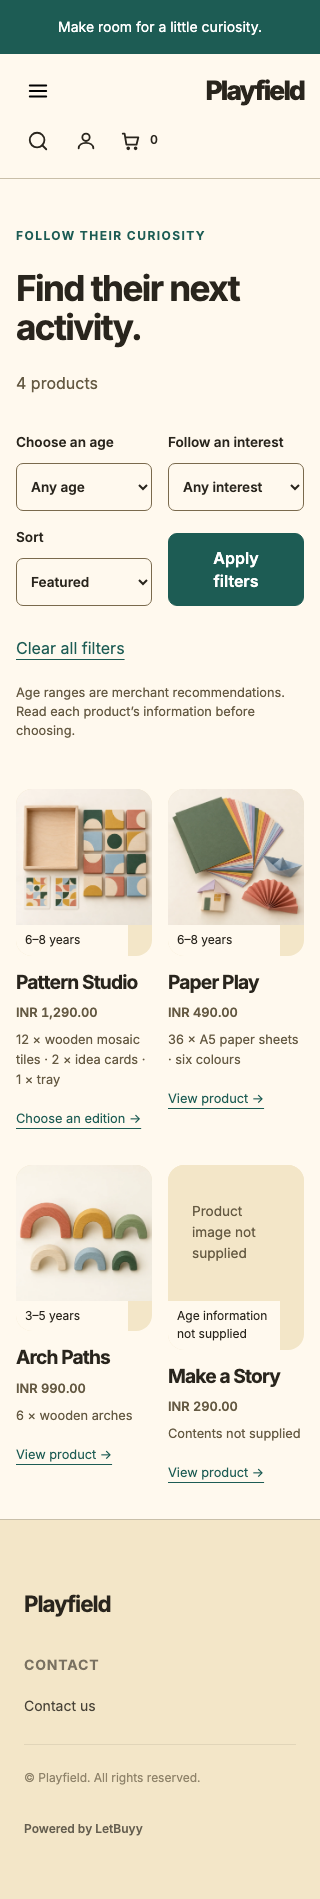 Make room for a little curiosity.
Playfield
0
FOLLOW THEIR CURIOSITY
Find their next
activity.
4 products
Choose an age
Follow an interest
Any age
Any interest
Sort
Featured
Apply
filters
Clear all filters
Age ranges are merchant recommendations.
Read each product’s information before
choosing.
6–8 years
Pattern Studio
INR 1,290.00
12 × wooden mosaic
tiles · 2 × idea cards ·
1 × tray
Choose an edition →
6–8 years
Paper Play
INR 490.00
36 × A5 paper sheets
· six colours
View product →
3–5 years
Arch Paths
INR 990.00
6 × wooden arches
View product →
Product
image not
supplied
Age information
not supplied
Make a Story
INR 290.00
Contents not supplied
View product →
Playfield
CONTACT
Contact us
© Playfield. All rights reserved.
Powered by LetBuyy